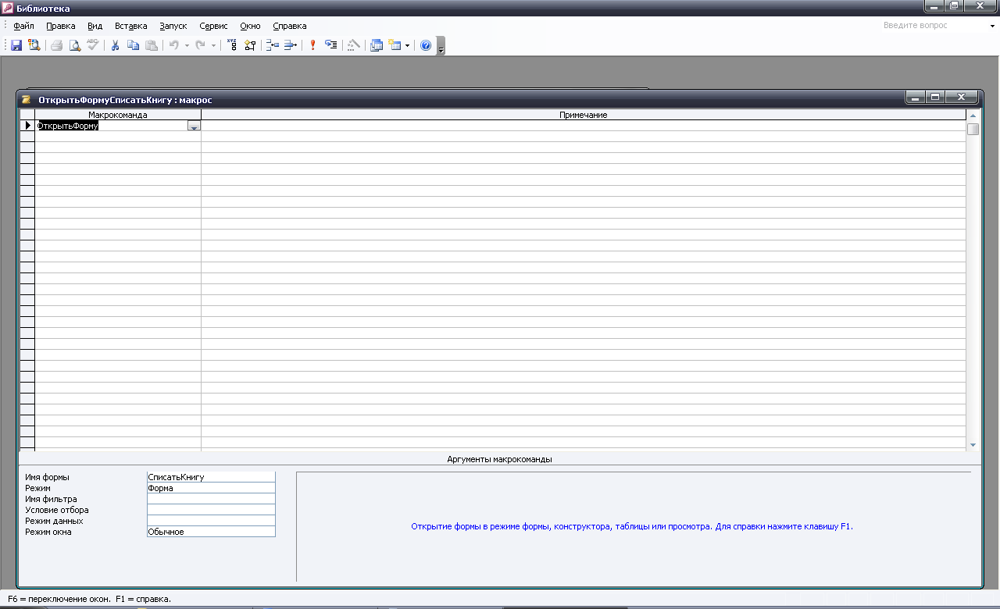 Библиотека
Файл Правка Вид Вставка Запуск Сервис Окно Справка Введите вопрос
ОткрытьФормуСписатьКнигу : макрос
Макрокоманда Примечание
ОткрытьФорму
Аргументы макрокоманды
Имя формы СписатьКнигу
Режим Форма
Имя фильтра
Условие отбора
Режим данных
Режим окна Обычное
Открытие формы в режиме формы, конструктора, таблицы или просмотра. Для справки нажмите клавишу F1.
F6 = переключение окон. F1 = справка.